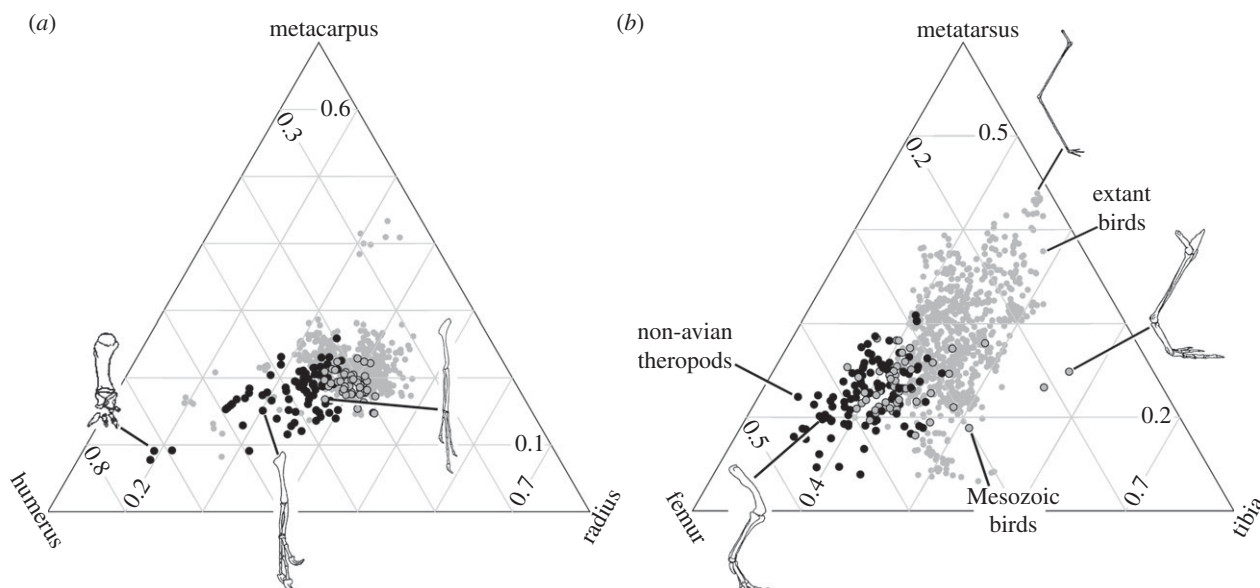 (a)
metacarpus
0.6
0.3
0.8
0.2
0.1
0.7
humerus
radius
(b)
metatarsus
0.5
0.2
extant
birds
non-avian
theropods
0.2
0.5
0.4
0.7
femur
Mesozoic
birds
tibia